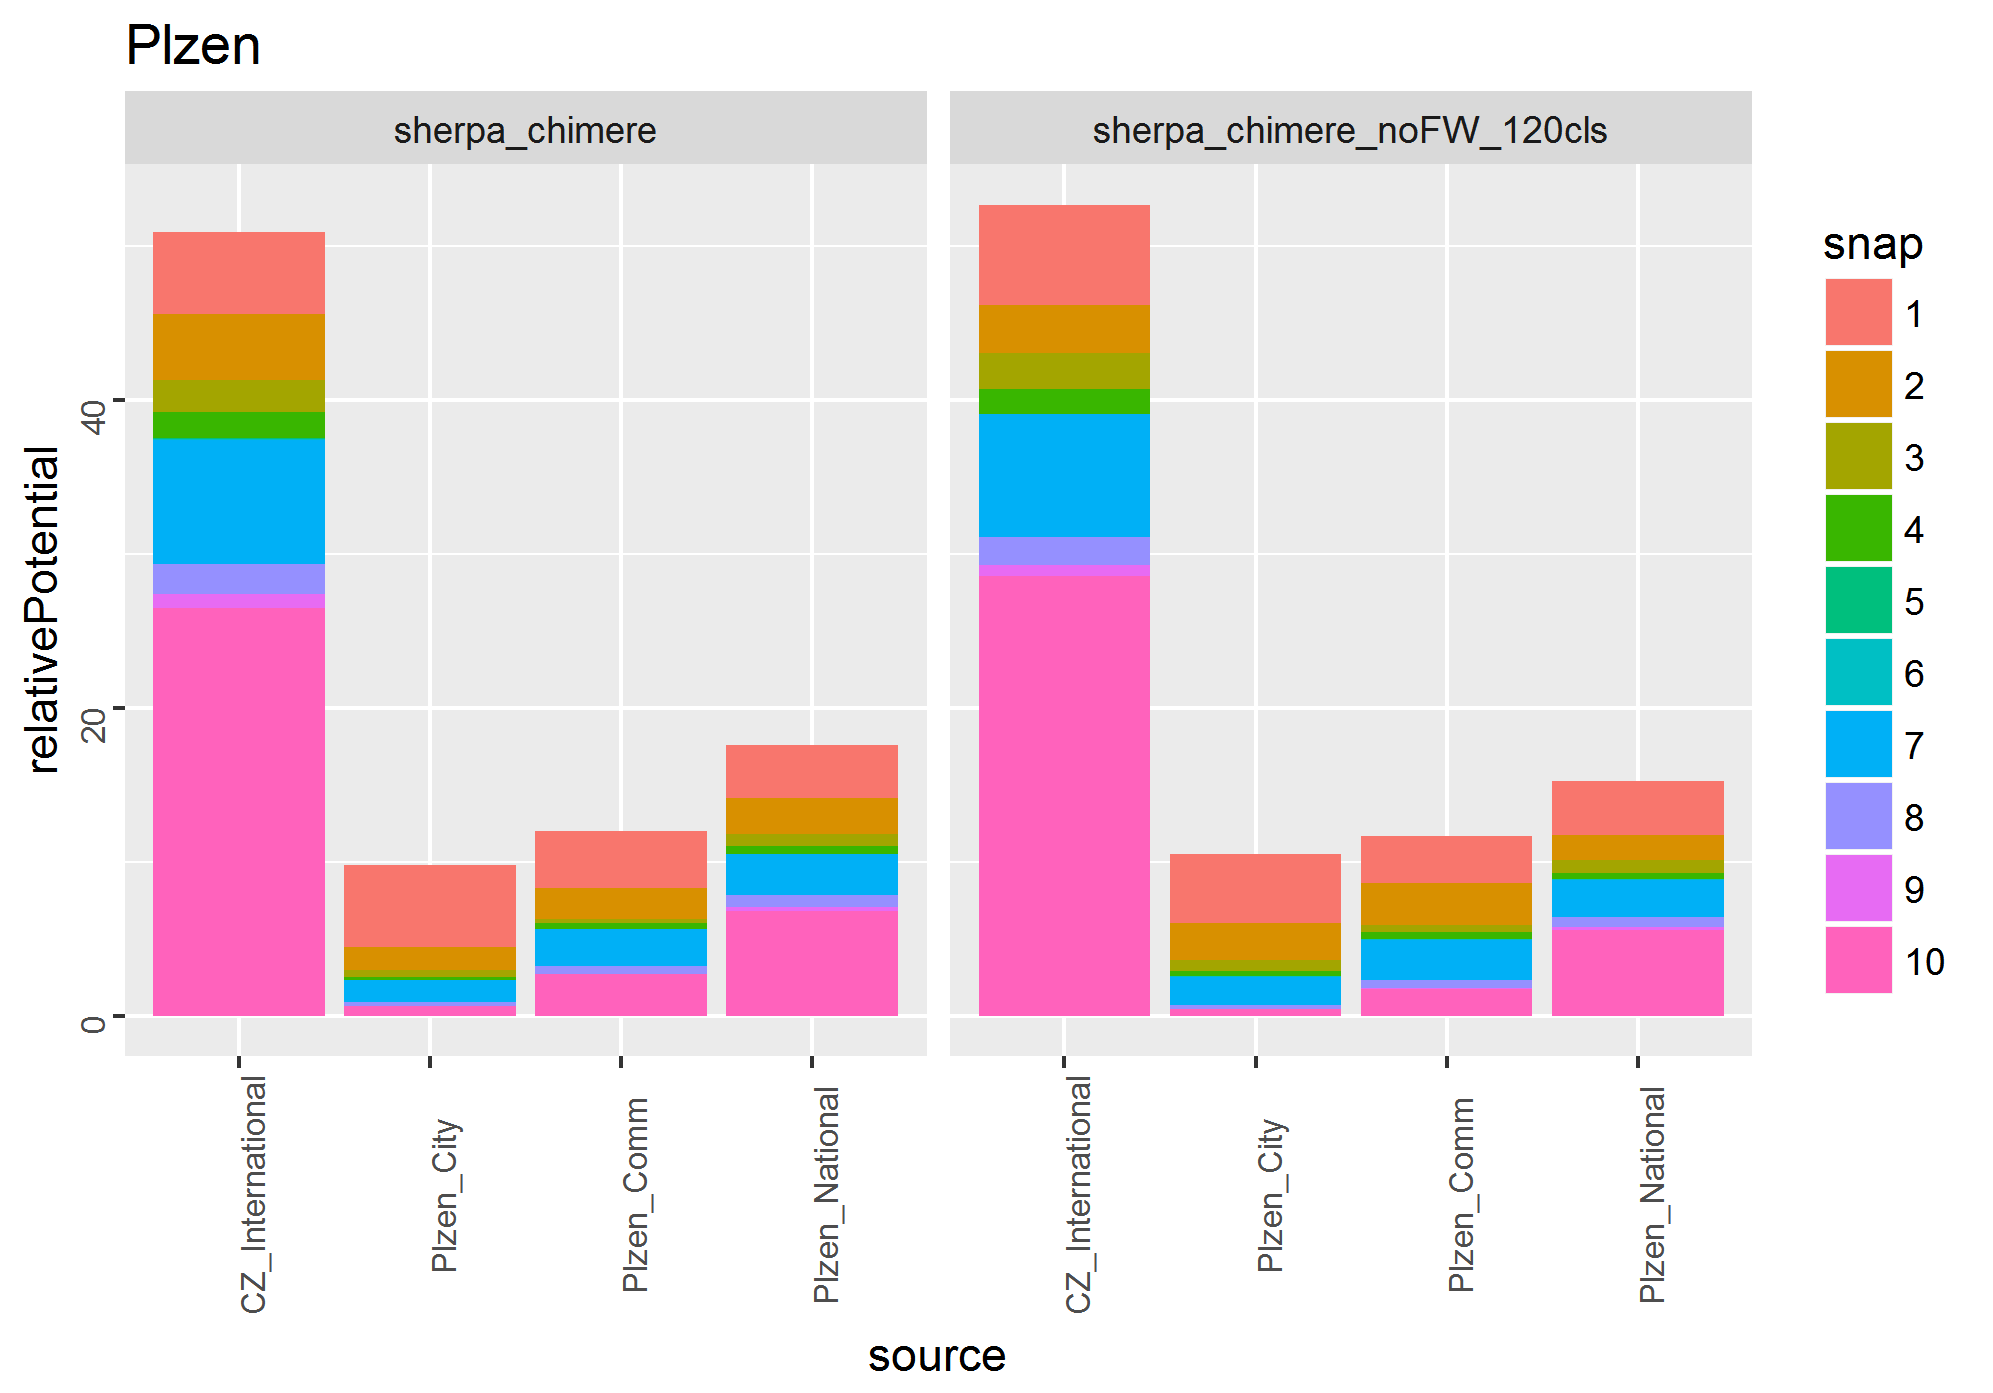 Plzen
sherpa_chimere
sherpa_chimere_noFW_120cls
relativePotential
40
20
0
CZ_International
Plzen_City
Plzen_Comm
Plzen_National
CZ_International
Plzen_City
Plzen_Comm
Plzen_National
source
snap
1
2
3
4
5
6
7
8
9
10